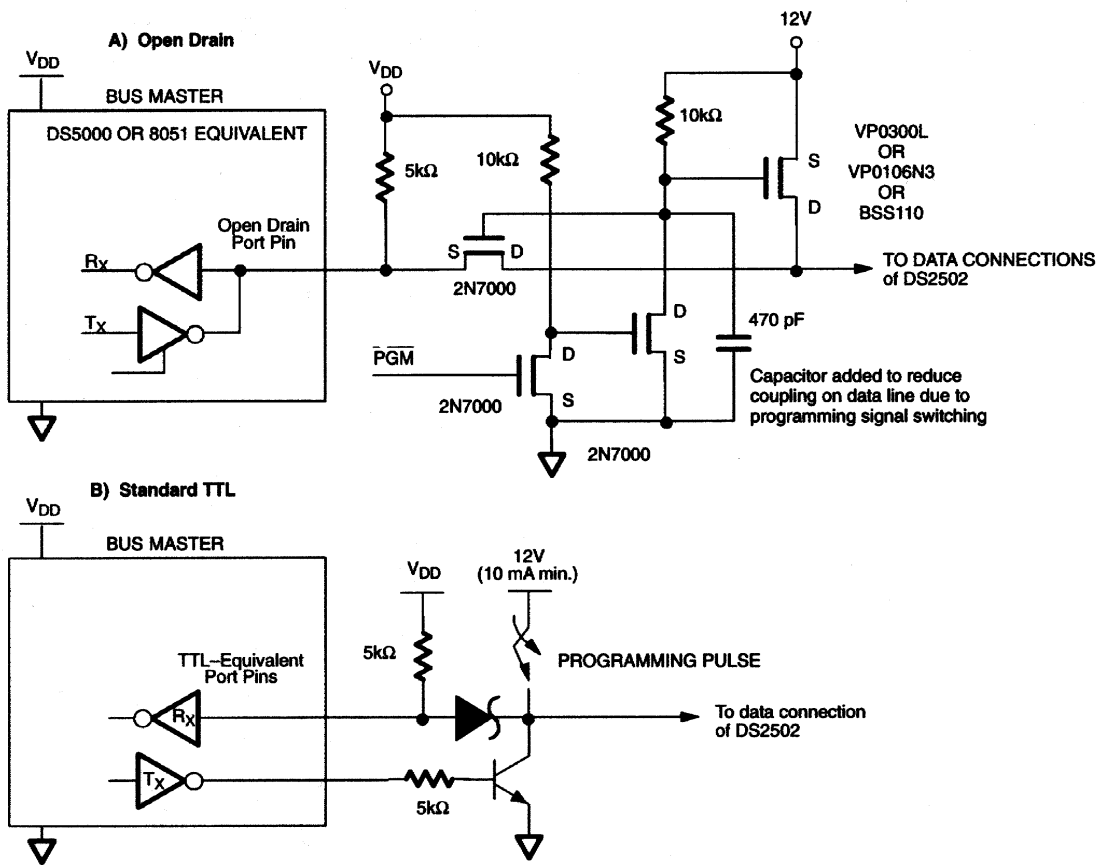 A) Open Drain
12V
VDD
VDD
BUS MASTER
DS5000 OR 8051 EQUIVALENT
5kΩ
10kΩ
10kΩ
S
D
VP0300L
OR
VP0106N3
OR
BSS110
Open Drain
Port Pin
RX
TX
S
D
2N7000
TO DATA CONNECTIONS
of DS2502
D
S
470 pF
PGM
D
S
2N7000
2N7000
Capacitor added to reduce
coupling on data line due to
programming signal switching
B) Standard TTL
VDD
BUS MASTER
VDD
12V
(10 mA min.)
5kΩ
PROGRAMMING PULSE
TTL–Equivalent
Port Pins
RX
TX
5kΩ
To data connection
of DS2502